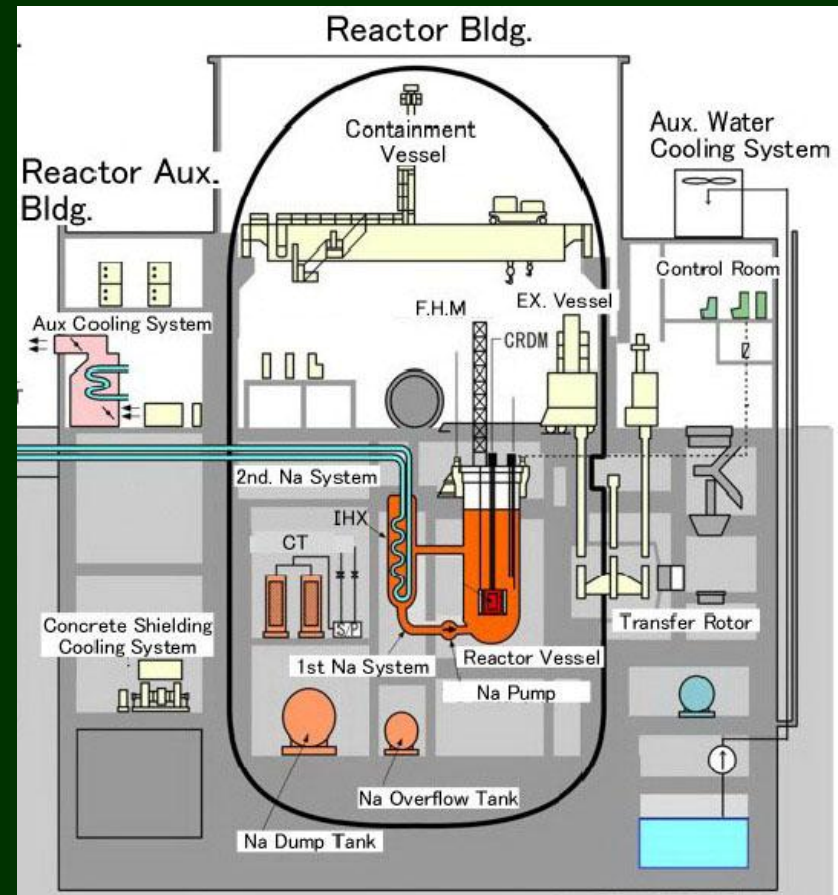 Reactor Bldg.
Containment
Vessel
Aux. Water
Cooling System
Reactor Aux.
Bldg.
Control Room
F.H.M
EX. Vessel
Aux Cooling System
CRDM
2nd. Na System
IHX
CT
S/P
Concrete Shielding
Cooling System
Transfer Rotor
1st Na System
Reactor Vessel
Na Pump
Na Overflow Tank
Na Dump Tank